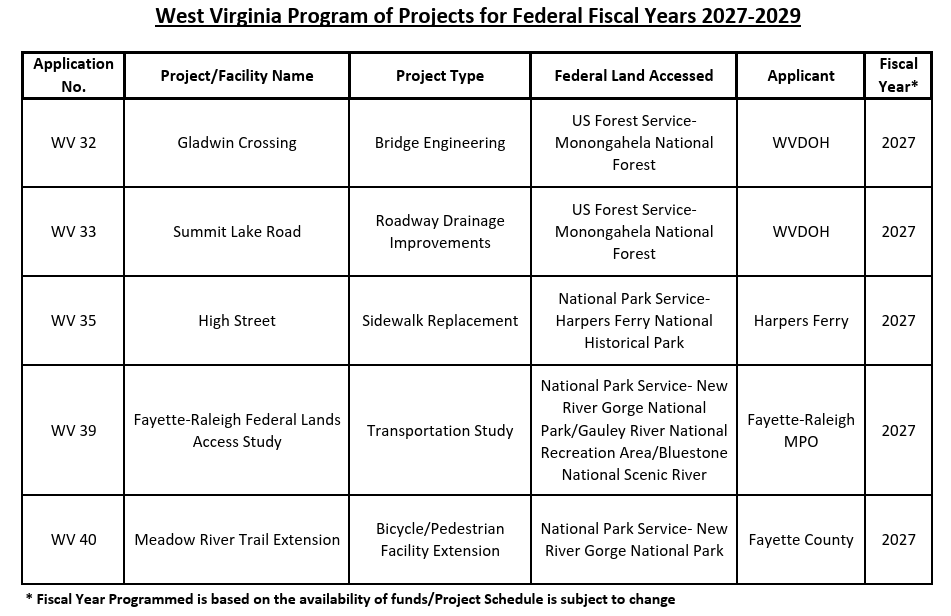 West Virginia Program of Projects for Federal Fiscal Years 2027-2029
Application
No.
Project/Facility Name
Project Type
Federal Land Accessed
Applicant
Fiscal
Year*
WV 32
Gladwin Crossing
Bridge Engineering
US Forest Service-
Monongahela National
Forest
WVDOH
2027
WV 33
Summit Lake Road
Roadway Drainage
Improvements
US Forest Service-
Monongahela National
Forest
WVDOH
2027
WV 35
High Street
Sidewalk Replacement
National Park Service-
Harpers Ferry National
Historical Park
Harpers Ferry
2027
WV 39
Fayette-Raleigh Federal Lands
Access Study
Transportation Study
National Park Service- New
River Gorge National
Park/Gauley River National
Recreation Area/Bluestone
National Scenic River
Fayette-Raleigh
MPO
2027
WV 40
Meadow River Trail Extension
Bicycle/Pedestrian
Facility Extension
National Park Service- New
River Gorge National Park
Fayette County
2027
* Fiscal Year Programmed is based on the availability of funds/Project Schedule is subject to change